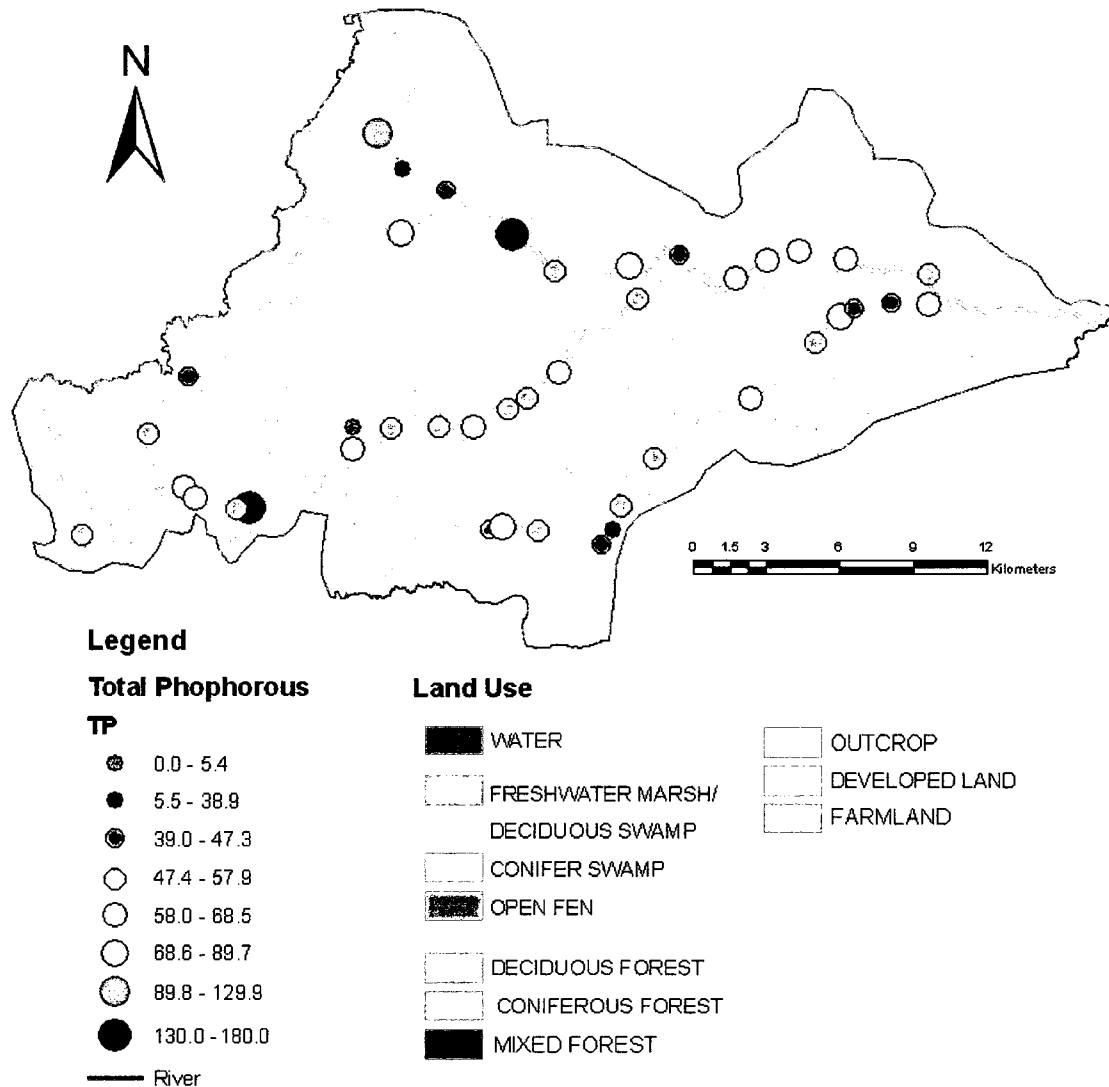 N
0 1.5 3 6 9 12
Kilometers
Legend
Total Phophorous
TP
0.0 - 5.4
5.5 - 38.9
39.0 - 47.3
47.4 - 57.9
58.0 - 68.5
68.6 - 89.7
89.8 - 129.9
130.0 - 180.0
River
Land Use
WATER
FRESHWATER MARSH/
DECIDUOUS SWAMP
CONIFER SWAMP
OPEN FEN
DECIDUOUS FOREST
CONIFEROUS FOREST
MIXED FOREST
OUTCROP
DEVELOPED LAND
FARMLAND